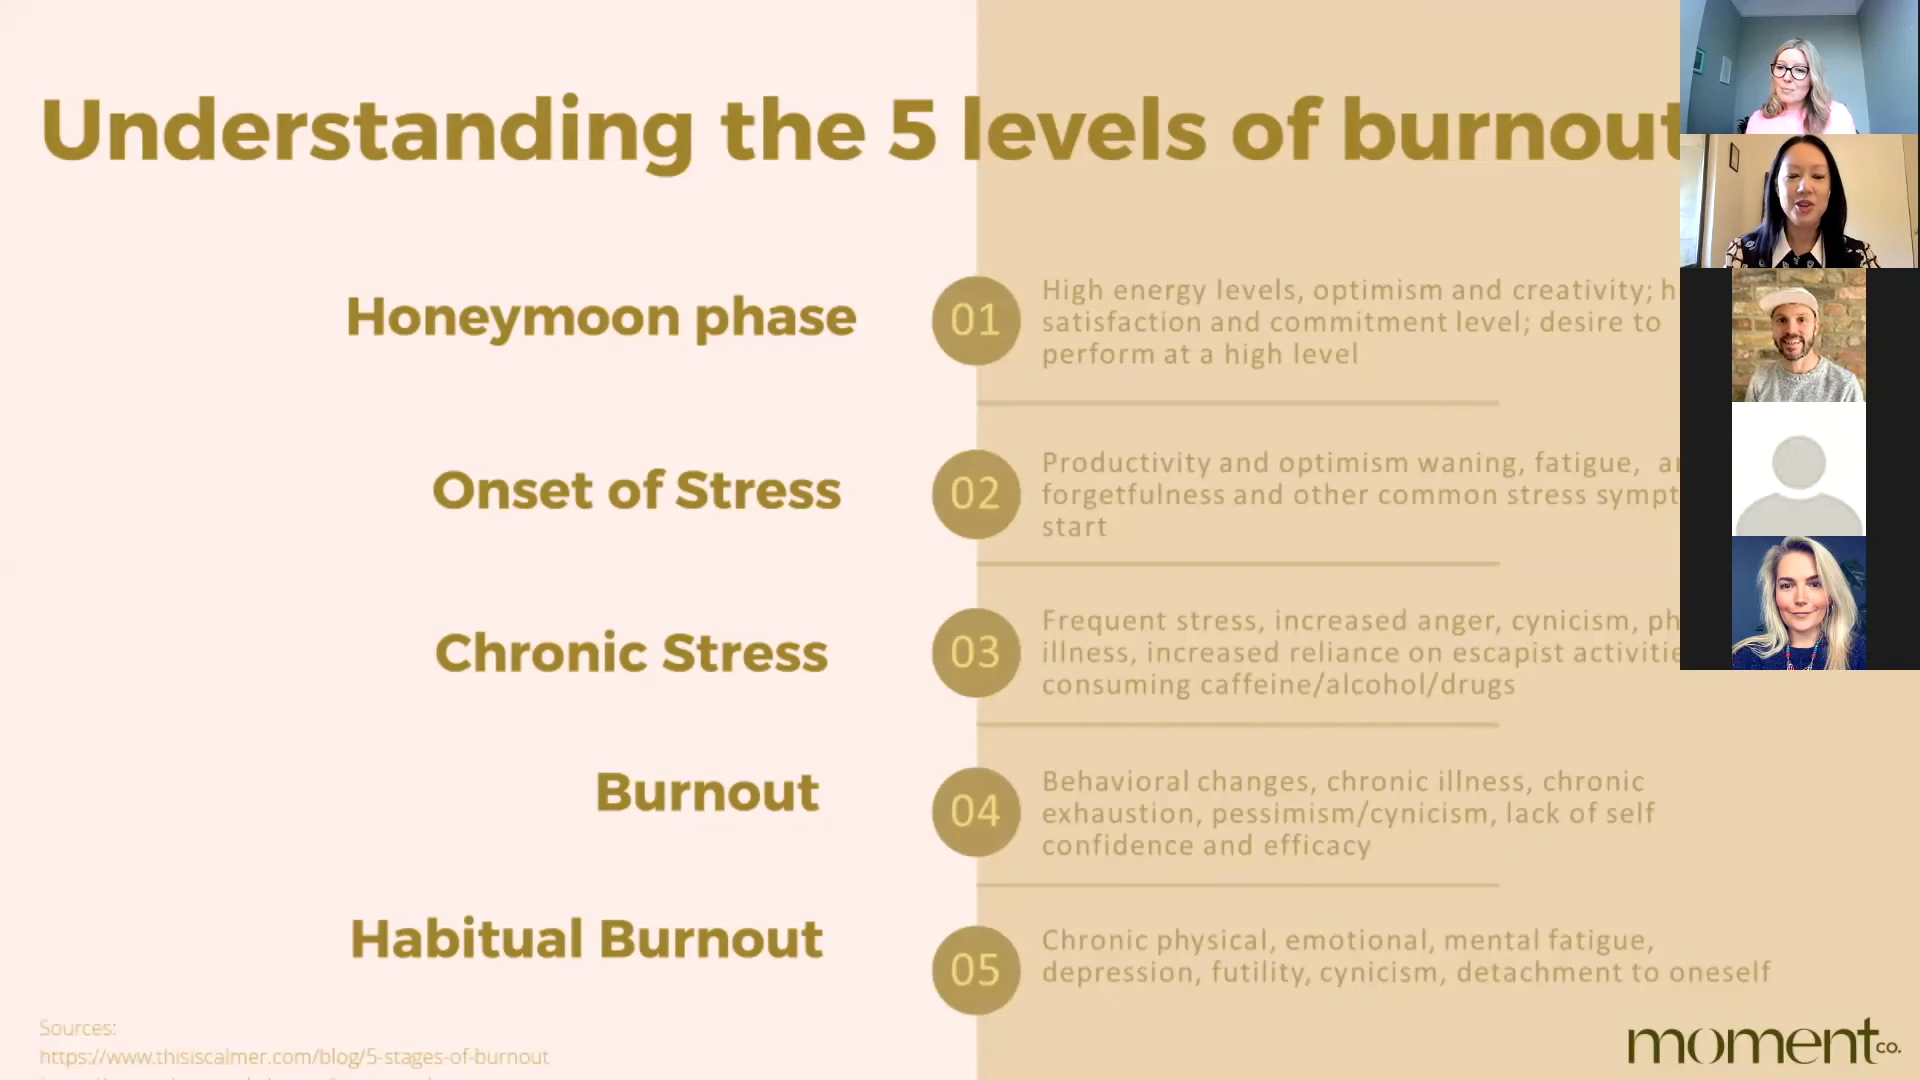 Understanding the 5 levels of burnout
Honeymoon phase
01
High energy levels, optimism and creativity;
satisfaction and commitment level; desire to
perform at a high level
Onset of Stress
02
Productivity and optimism waning, fatigue,
forgetfulness and other common stress
start
Chronic Stress
03
Frequent stress, increased anger, cynicism,
illness, increased reliance on escapist
consuming caffeine/alcohol/drugs
Burnout
04
Behavioral changes, chronic illness, chronic
exhaustion, pessimism/cynicism, lack of self
confidence and efficacy
Habitual Burnout
05
Chronic physical, emotional, mental fatigue,
depression, futility, cynicism, detachment to oneself
Sources:
https://www.thisiscalmer.com/blog/5-stages-of-burnout
moment co.